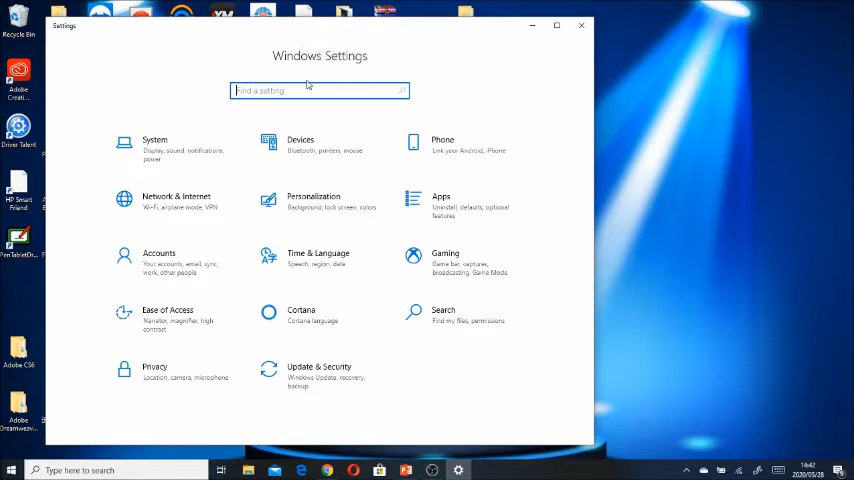 Settings
Windows Settings
Find a setting
System
Display, sound, notifications,
power
Devices
Bluetooth, printers, mouse
Phone
Link your Android, iPhone
Network & Internet
Wi-Fi, airplane mode, VPN
Personalization
Background, lock screen, colors
Apps
Uninstall, defaults, optional
features
Accounts
Your accounts, email, sync,
work, other people
Time & Language
Speech, region, date
Gaming
Game bar, captures,
broadcasting, Game Mode
Ease of Access
Narrator, magnifier, high
contrast
Cortana
Cortana language
Search
Find my files, permissions
Privacy
Location, camera, microphone
Update & Security
Windows Update, recovery,
backup
Recycle Bin
Adobe
Creati...
Driver Talent
HP Smart
Friend
PenTabletDr...
Adobe CS6
Adobe
Dreamweav...
Type here to search
14:42
2020/05/28